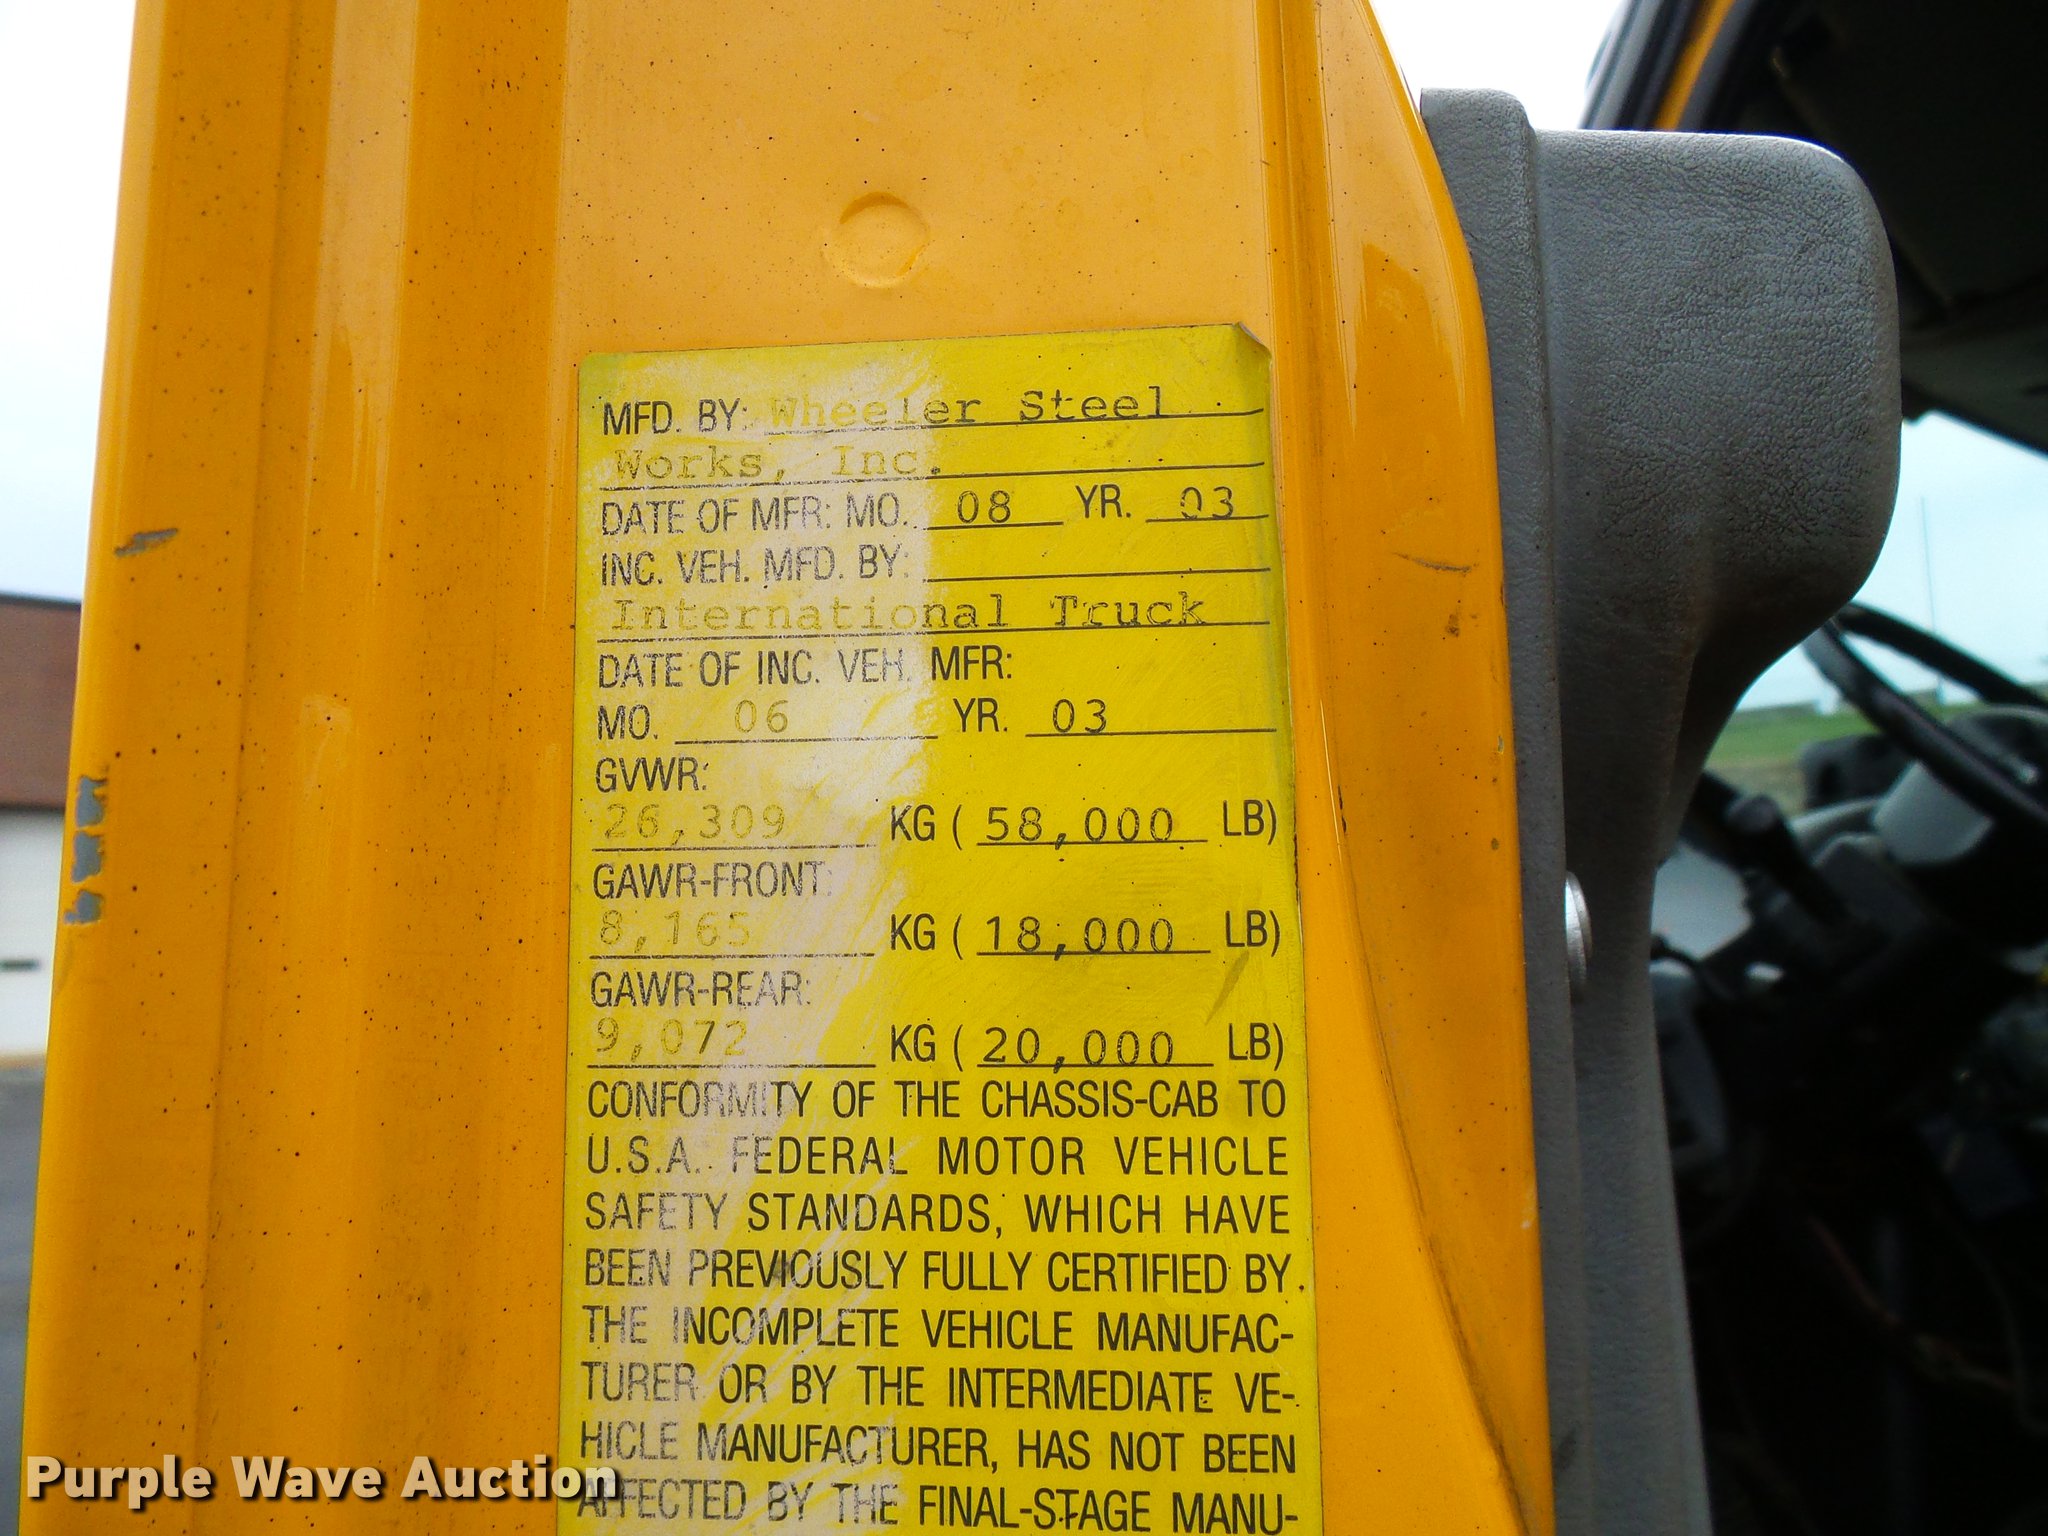 MFD. BY: Wheeler Steel
Works, Inc.
DATE OF MFR: MO. 08 YR. 03
INC. VEH. MFD. BY:
International Truck
DATE OF INC. VEH. MFR:
MO. 06 YR. 03
GVWR:
26,309 KG ( 58,000 LB)
GAWR-FRONT:
8,165 KG ( 18,000 LB)
GAWR-REAR:
9,072 KG ( 20,000 LB)
CONFORMITY OF THE CHASSIS-CAB TO
U.S.A. FEDERAL MOTOR VEHICLE
SAFETY STANDARDS, WHICH HAVE
BEEN PREVIOUSLY FULLY CERTIFIED BY
THE INCOMPLETE VEHICLE MANUFAC-
TURER OR BY THE INTERMEDIATE VE-
HICLE MANUFACTURER, HAS NOT BEEN
AFFECTED BY THE FINAL-STAGE MANU-
Purple Wave Auction